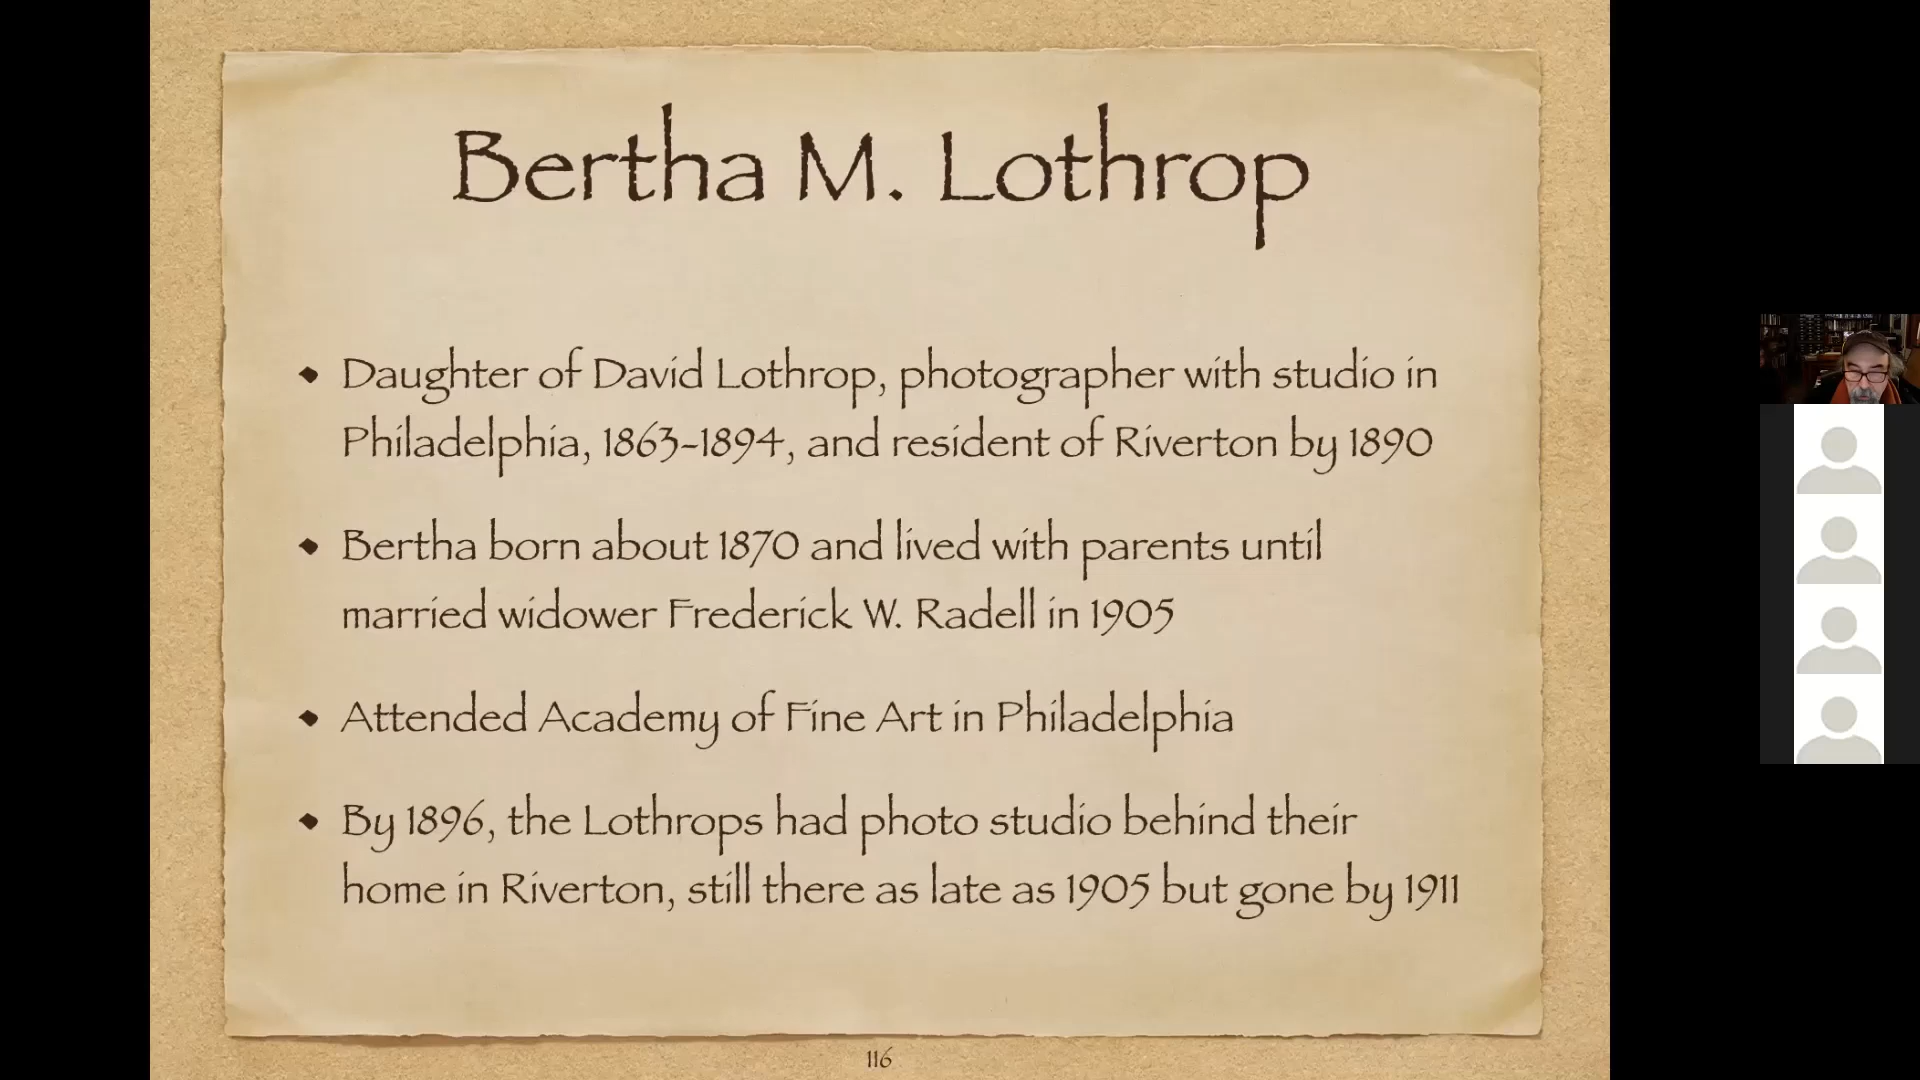 Bertha M. Lothrop
• Daughter of David Lothrop, photographer with studio in
Philadelphia, 1863-1894, and resident of Riverton by 1890
• Bertha born about 1870 and lived with parents until
married widower Frederick W. Radell in 1905
• Attended Academy of Fine Art in Philadelphia
• By 1896, the Lothrops had photo studio behind their
home in Riverton, still there as late as 1905 but gone by 1911
116